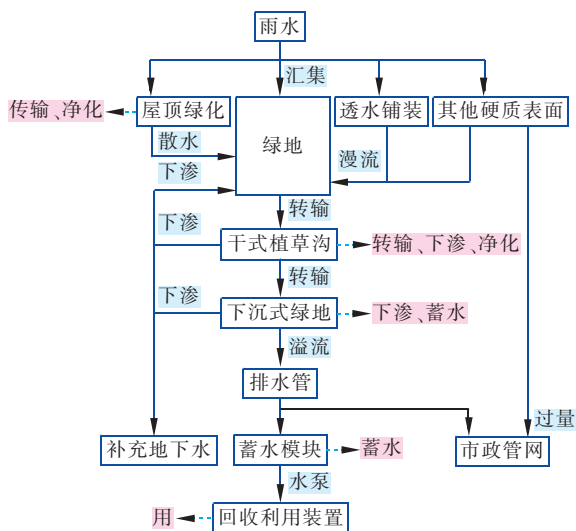 雨水
汇集
传输、净化
屋顶绿化
绿地
透水铺装
其他硬质表面
散水
漫流
下渗
转输
下渗
干式植草沟
转输、下渗、净化
转输
下渗
下沉式绿地
下渗、蓄水
溢流
排水管
过量
补充地下水
蓄水模块
蓄水
市政管网
水泵
用
回收利用装置